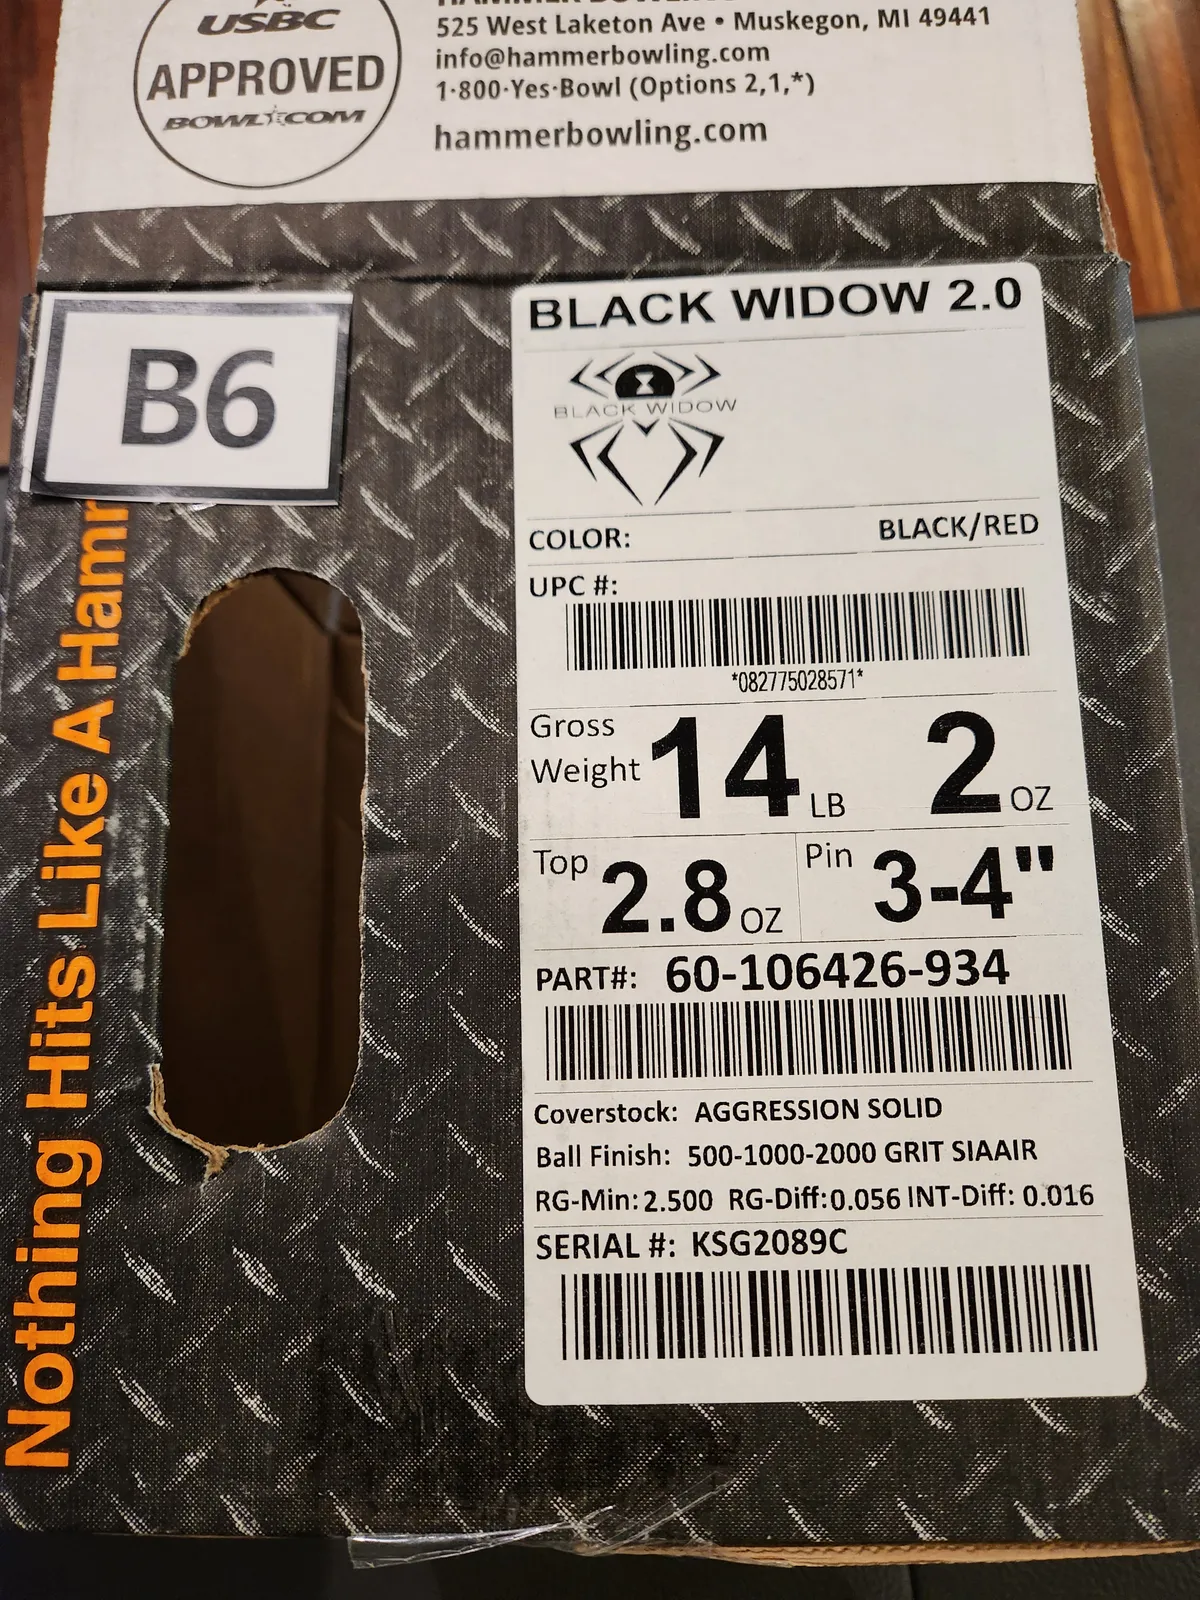 USBC
APPROVED
BOWL.COM
525 West Laketon Ave • Muskegon, MI 49441
info@hammerbowling.com
1·800·Yes·Bowl (Options 2,1,*)
hammerbowling.com
B6
Nothing Hits Like A Hamm
BLACK WIDOW 2.0
BLACK WIDOW
COLOR: BLACK/RED
UPC #:
*082775028571*
Gross Weight 14 LB 2 OZ
Top 2.8 OZ Pin 3-4"
PART#: 60-106426-934
Coverstock: AGGRESSION SOLID
Ball Finish: 500-1000-2000 GRIT SIAAIR
RG-Min: 2.500 RG-Diff: 0.056 INT-Diff: 0.016
SERIAL #: KSG2089C